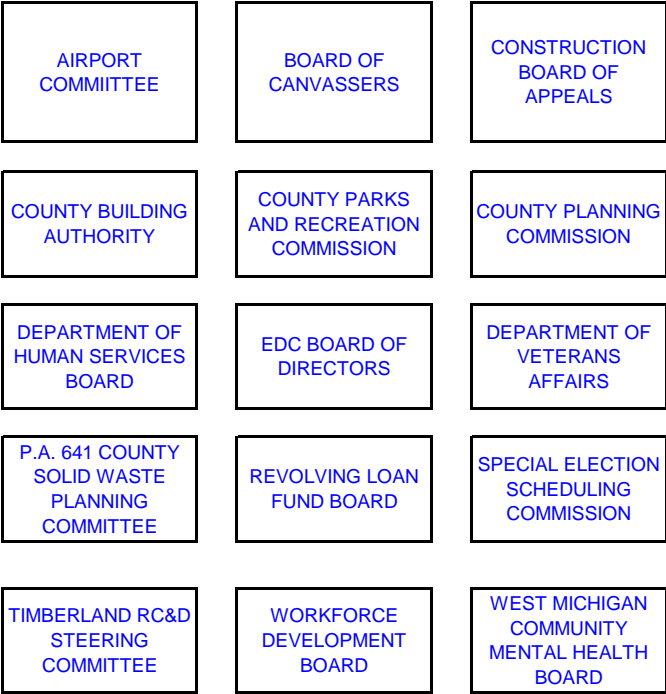 AIRPORT
COMMIITTEE
BOARD OF
CANVASSERS
CONSTRUCTION
BOARD OF
APPEALS
COUNTY BUILDING
AUTHORITY
COUNTY PARKS
AND RECREATION
COMMISSION
COUNTY PLANNING
COMMISSION
DEPARTMENT OF
HUMAN SERVICES
BOARD
EDC BOARD OF
DIRECTORS
DEPARTMENT OF
VETERANS
AFFAIRS
P.A. 641 COUNTY
SOLID WASTE
PLANNING
COMMITTEE
REVOLVING LOAN
FUND BOARD
SPECIAL ELECTION
SCHEDULING
COMMISSION
TIMBERLAND RC&D
STEERING
COMMITTEE
WORKFORCE
DEVELOPMENT
BOARD
WEST MICHIGAN
COMMUNITY
MENTAL HEALTH
BOARD